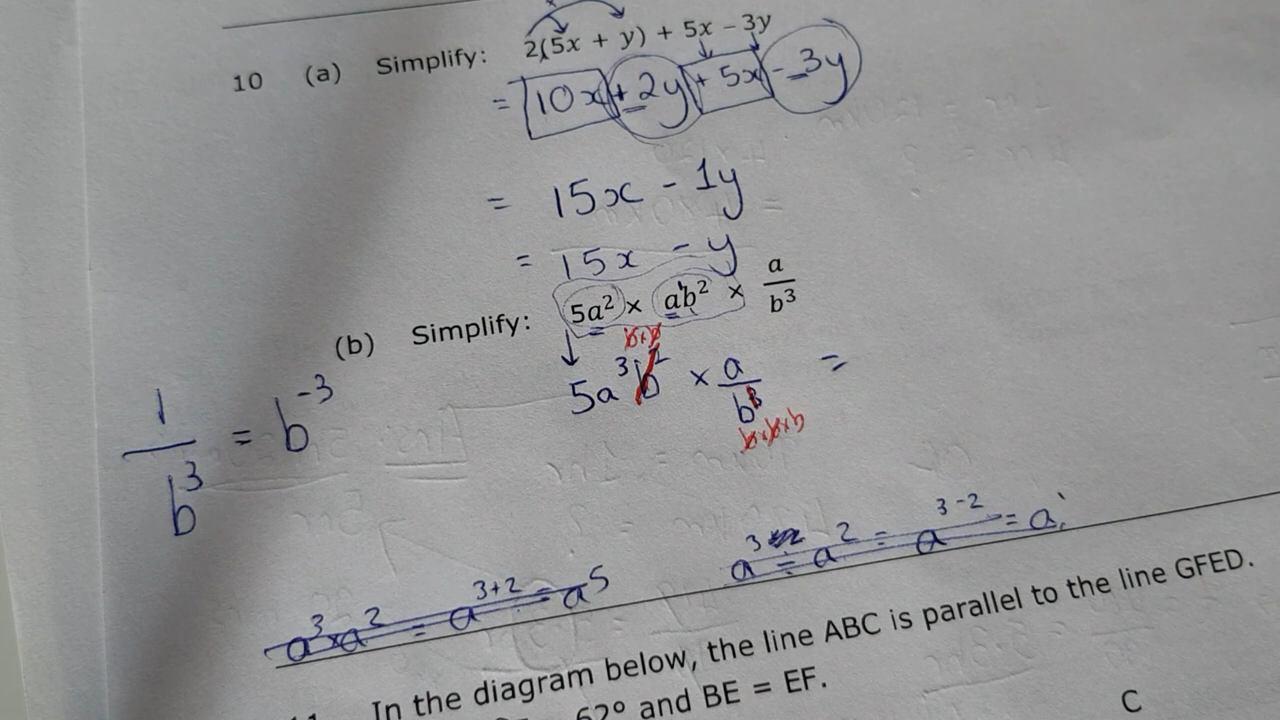 10 (a) Simplify: 2(5x + y) + 5x − 3y
= 10x + 2y + 5x − 3y
= 15x − 1y
= 15x − y
(b) Simplify: 5a² × ab² × a/b³
b×b
5a³b² × a/b³ =
b×b×b
1/b³ = b⁻³
a³×a² = a³⁺² = a⁵
a³ ÷ a² = a³⁻² = a¹
In the diagram below, the line ABC is parallel to the line GFED.
62° and BE = EF.
C